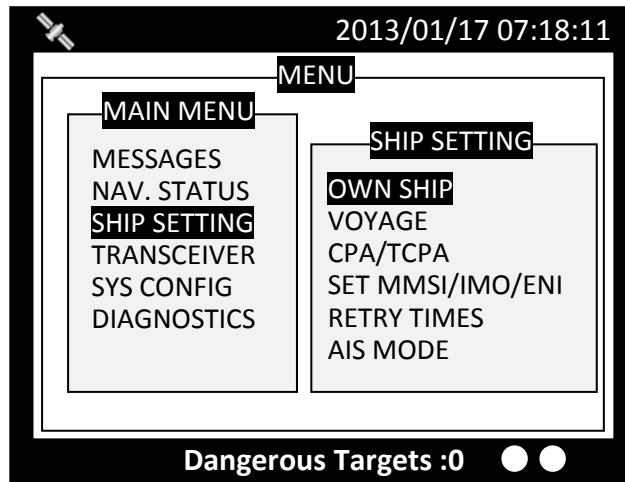 2013/01/17 07:18:11
MENU
MAIN MENU
MESSAGES
NAV. STATUS
SHIP SETTING
TRANSCEIVER
SYS CONFIG
DIAGNOSTICS
SHIP SETTING
OWN SHIP
VOYAGE
CPA/TCPA
SET MMSI/IMO/ENI
RETRY TIMES
AIS MODE
Dangerous Targets :0